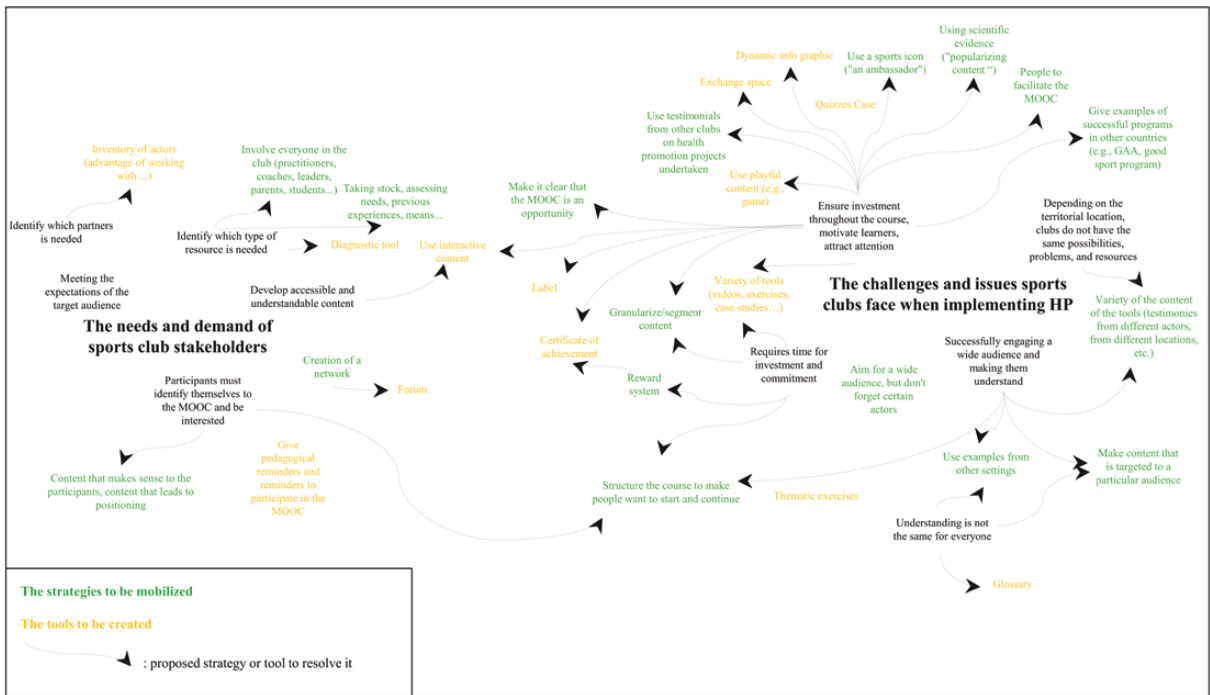 Dynamic info graphic
Use a sports icon
("an ambassador")
Using scientific
evidence
("popularizing
content “)
People to
facilitate the
MOOC
Exchange space
Quizzes Case
Use testimonials
from other clubs
on health
promotion projects
undertaken
Give examples of
successful programs
in other countries
(e.g., GAA, good
sport program)
Inventory of actors
(advantage of working
with ...)
Involve everyone in the
club (practitioners,
coaches, leaders,
parents, students...)
Taking stock, assessing
needs, previous
experiences, means...
Make it clear that
the MOOC is an
opportunity
Use playful
content (e.g.,
game)
Ensure investment
throughout the course,
motivate learners,
attract attention
Depending on the
territorial location,
clubs do not have the
same possibilities,
problems, and resources
Identify which partners
is needed
Identify which type of
resource is needed
Diagnostic tool
Use interactive
content
Meeting the
expectations of the
target audience
Develop accessible and
understandable content
Label
Variety of tools
(videos, exercises,
case studies…)
The challenges and issues sports
clubs face when implementing HP
The needs and demand of
sports club stakeholders
Granularize/segment
content
Variety of the content
of the tools (testimonies
from different actors,
from different locations,
etc.)
Certificate of
achievement
Requires time for
investment and
commitment
Successfully engaging a
wide audience and
making them
understand
Creation of a
network
Forum
Reward
system
Aim for a wide
audience, but don't
forget certain
actors
Participants must
identify themselves to
the MOOC and be
interested
Give
pedagogical
reminders and
reminders to
participate in the
MOOC
Content that makes sense to the
participants, content that leads to
positioning
Structure the course to make
people want to start and continue
Thematic exercises
Use examples from
other settings
Make content that
is targeted to a
particular audience
Understanding is not
the same for everyone
Glossary
The strategies to be mobilized
The tools to be created
: proposed strategy or tool to resolve it